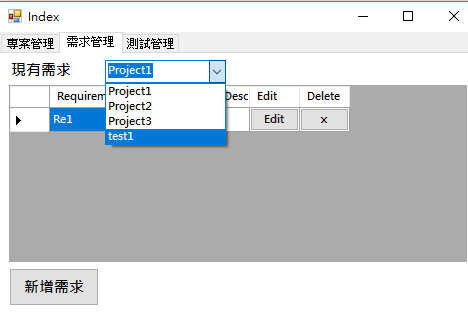 Index
專案管理 需求管理 測試管理
現有需求 Project1
Project1
Project2
Project3
test1
Requirem Desc Edit Delete
Re1 Edit x
新增需求